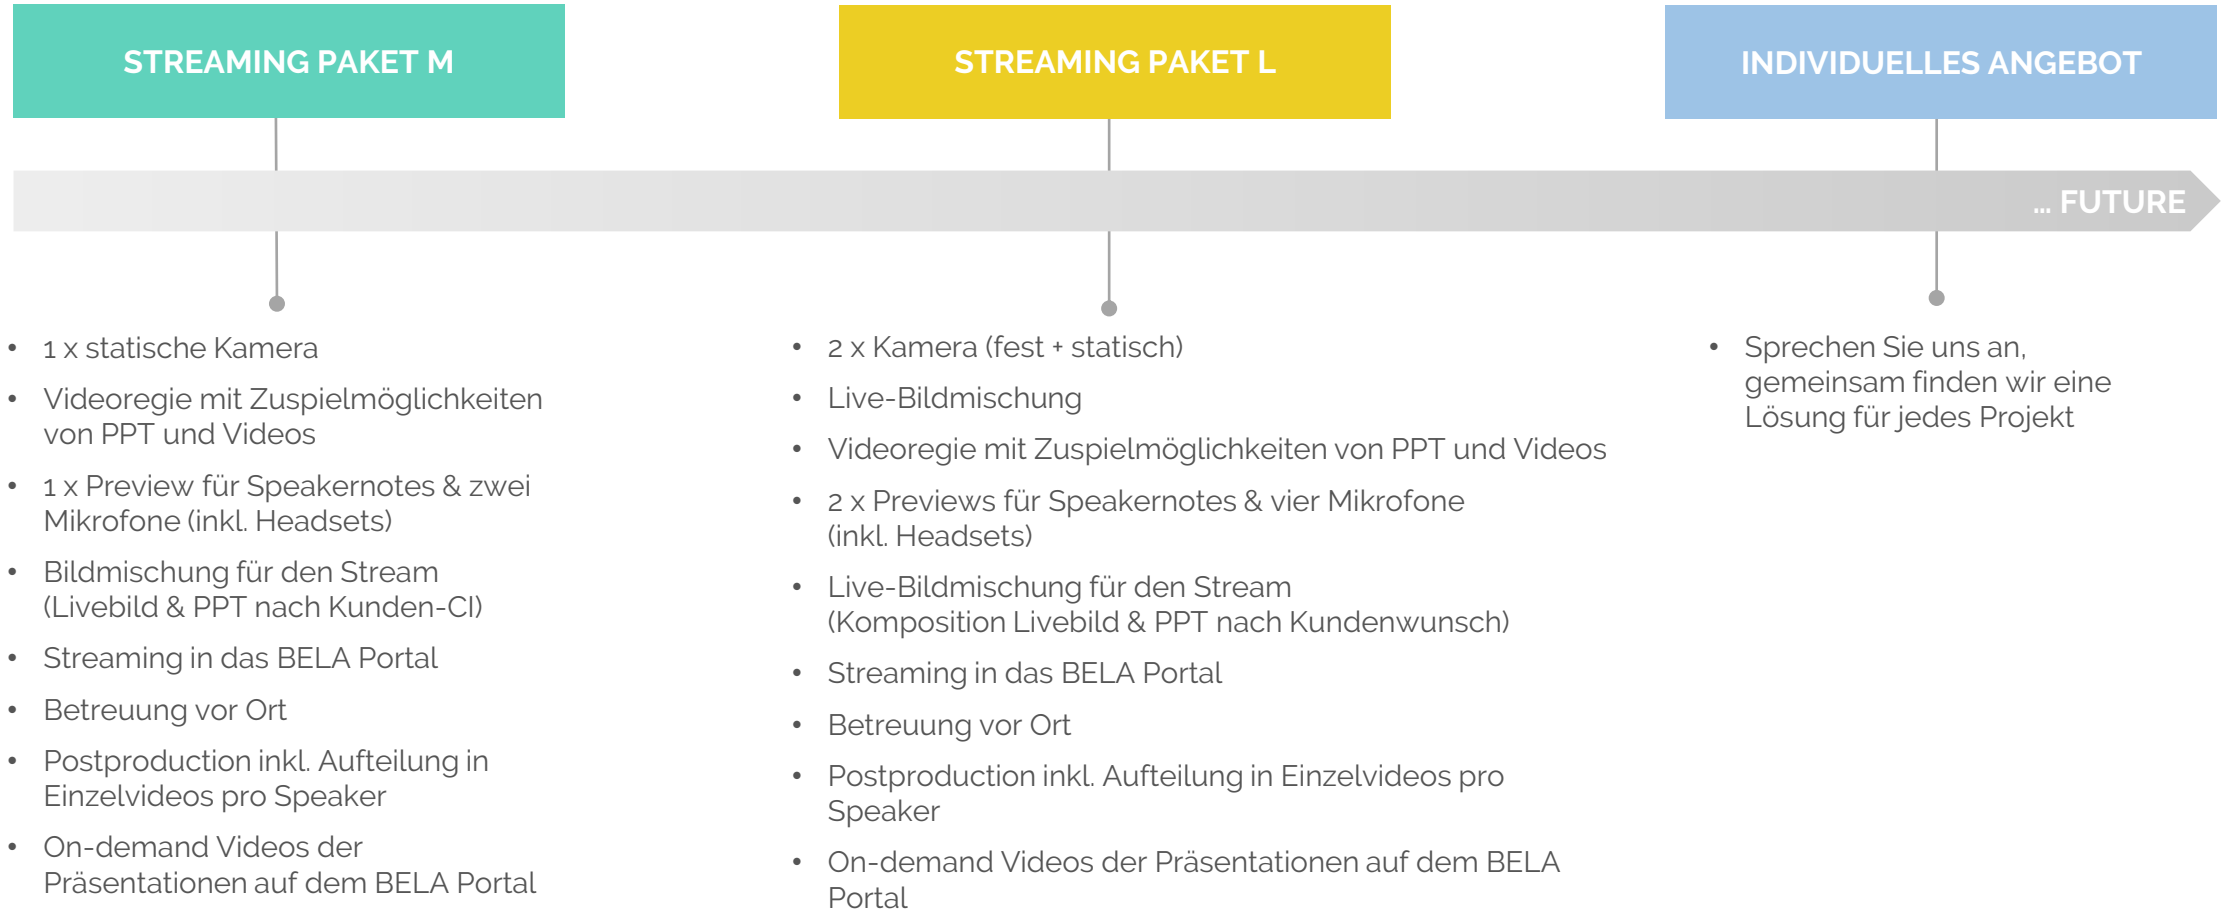 STREAMING PAKET M
STREAMING PAKET L
INDIVIDUELLES ANGEBOT
... FUTURE
• 1 x statische Kamera
• Videoregie mit Zuspielmöglichkeiten
von PPT und Videos
• 1 x Preview für Speakernotes & zwei
Mikrofone (inkl. Headsets)
• Bildmischung für den Stream
(Livebild & PPT nach Kunden-CI)
• Streaming in das BELA Portal
• Betreuung vor Ort
• Postproduction inkl. Aufteilung in
Einzelvideos pro Speaker
• On-demand Videos der
Präsentationen auf dem BELA Portal
• 2 x Kamera (fest + statisch)
• Live-Bildmischung
• Videoregie mit Zuspielmöglichkeiten von PPT und Videos
• 2 x Previews für Speakernotes & vier Mikrofone
(inkl. Headsets)
• Live-Bildmischung für den Stream
(Komposition Livebild & PPT nach Kundenwunsch)
• Streaming in das BELA Portal
• Betreuung vor Ort
• Postproduction inkl. Aufteilung in Einzelvideos pro
Speaker
• On-demand Videos der Präsentationen auf dem BELA
Portal
• Sprechen Sie uns an,
gemeinsam finden wir eine
Lösung für jedes Projekt